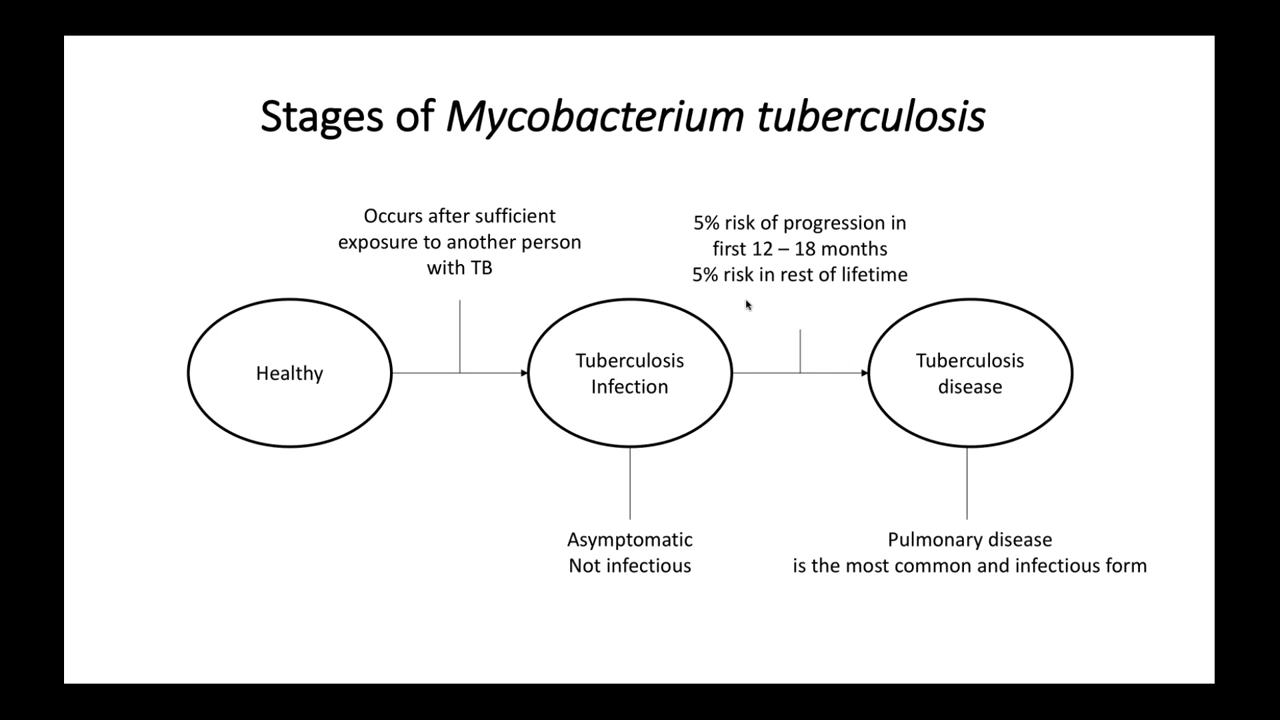 Stages of Mycobacterium tuberculosis
Occurs after sufficient
exposure to another person
with TB
5% risk of progression in
first 12 – 18 months
5% risk in rest of lifetime
Healthy
Tuberculosis
Infection
Tuberculosis
disease
Asymptomatic
Not infectious
Pulmonary disease
is the most common and infectious form